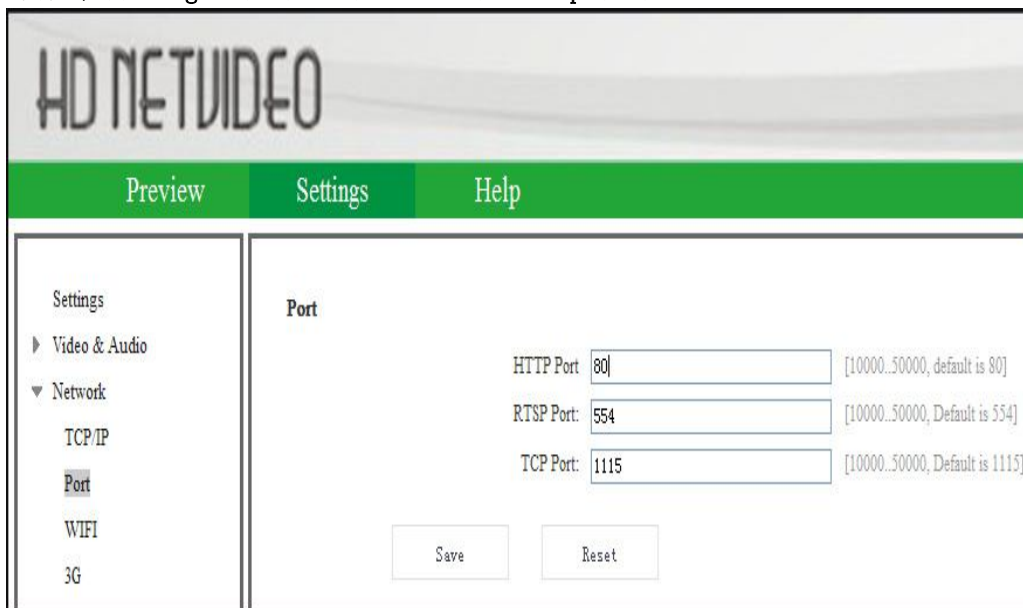 HD NETVIDEO
Preview Settings Help
Settings
Video & Audio
Network
TCP/IP
Port
WIFI
3G
Port
HTTP Port 80 [10000..50000, default is 80]
RTSP Port: 554 [10000..50000, Default is 554]
TCP Port: 1115 [10000..50000, Default is 1115]
Save Reset